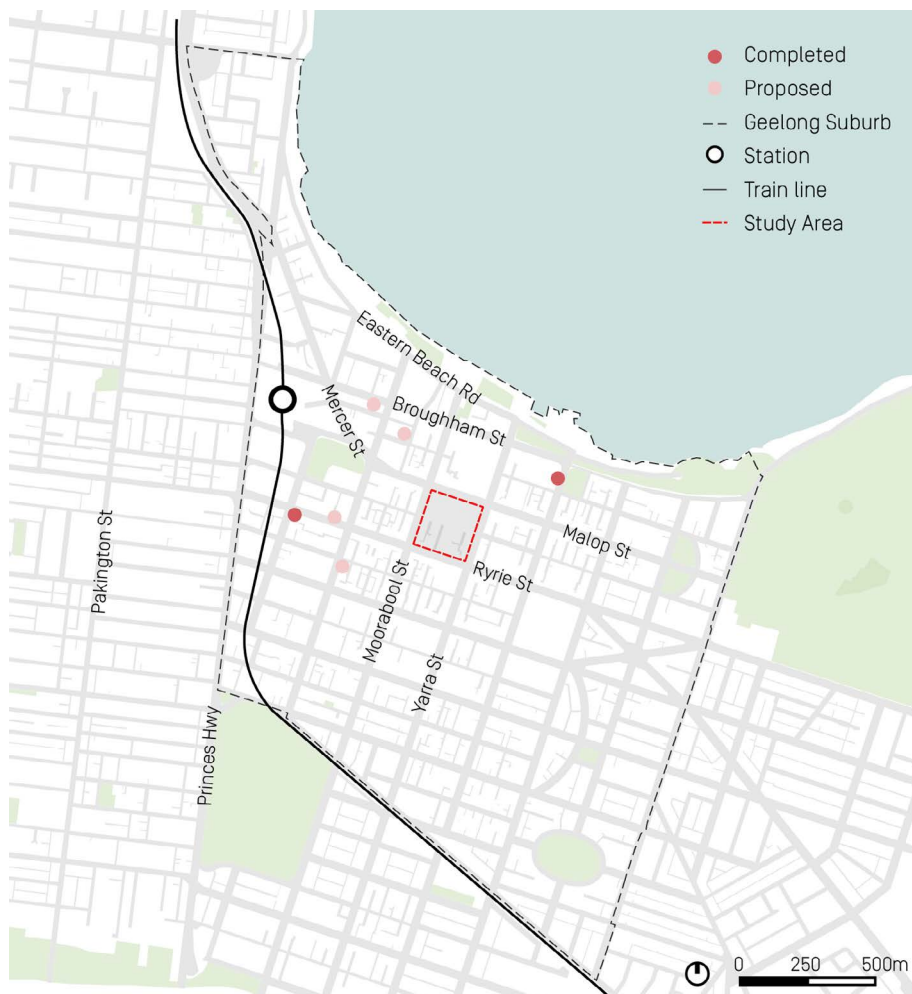 Completed
Proposed
Geelong Suburb
Station
Train line
Study Area
Eastern Beach Rd
Mercer St
Broughham St
Malop St
Ryrie St
Pakington St
Moorabool St
Yarra St
Princes Hwy
0 250 500m